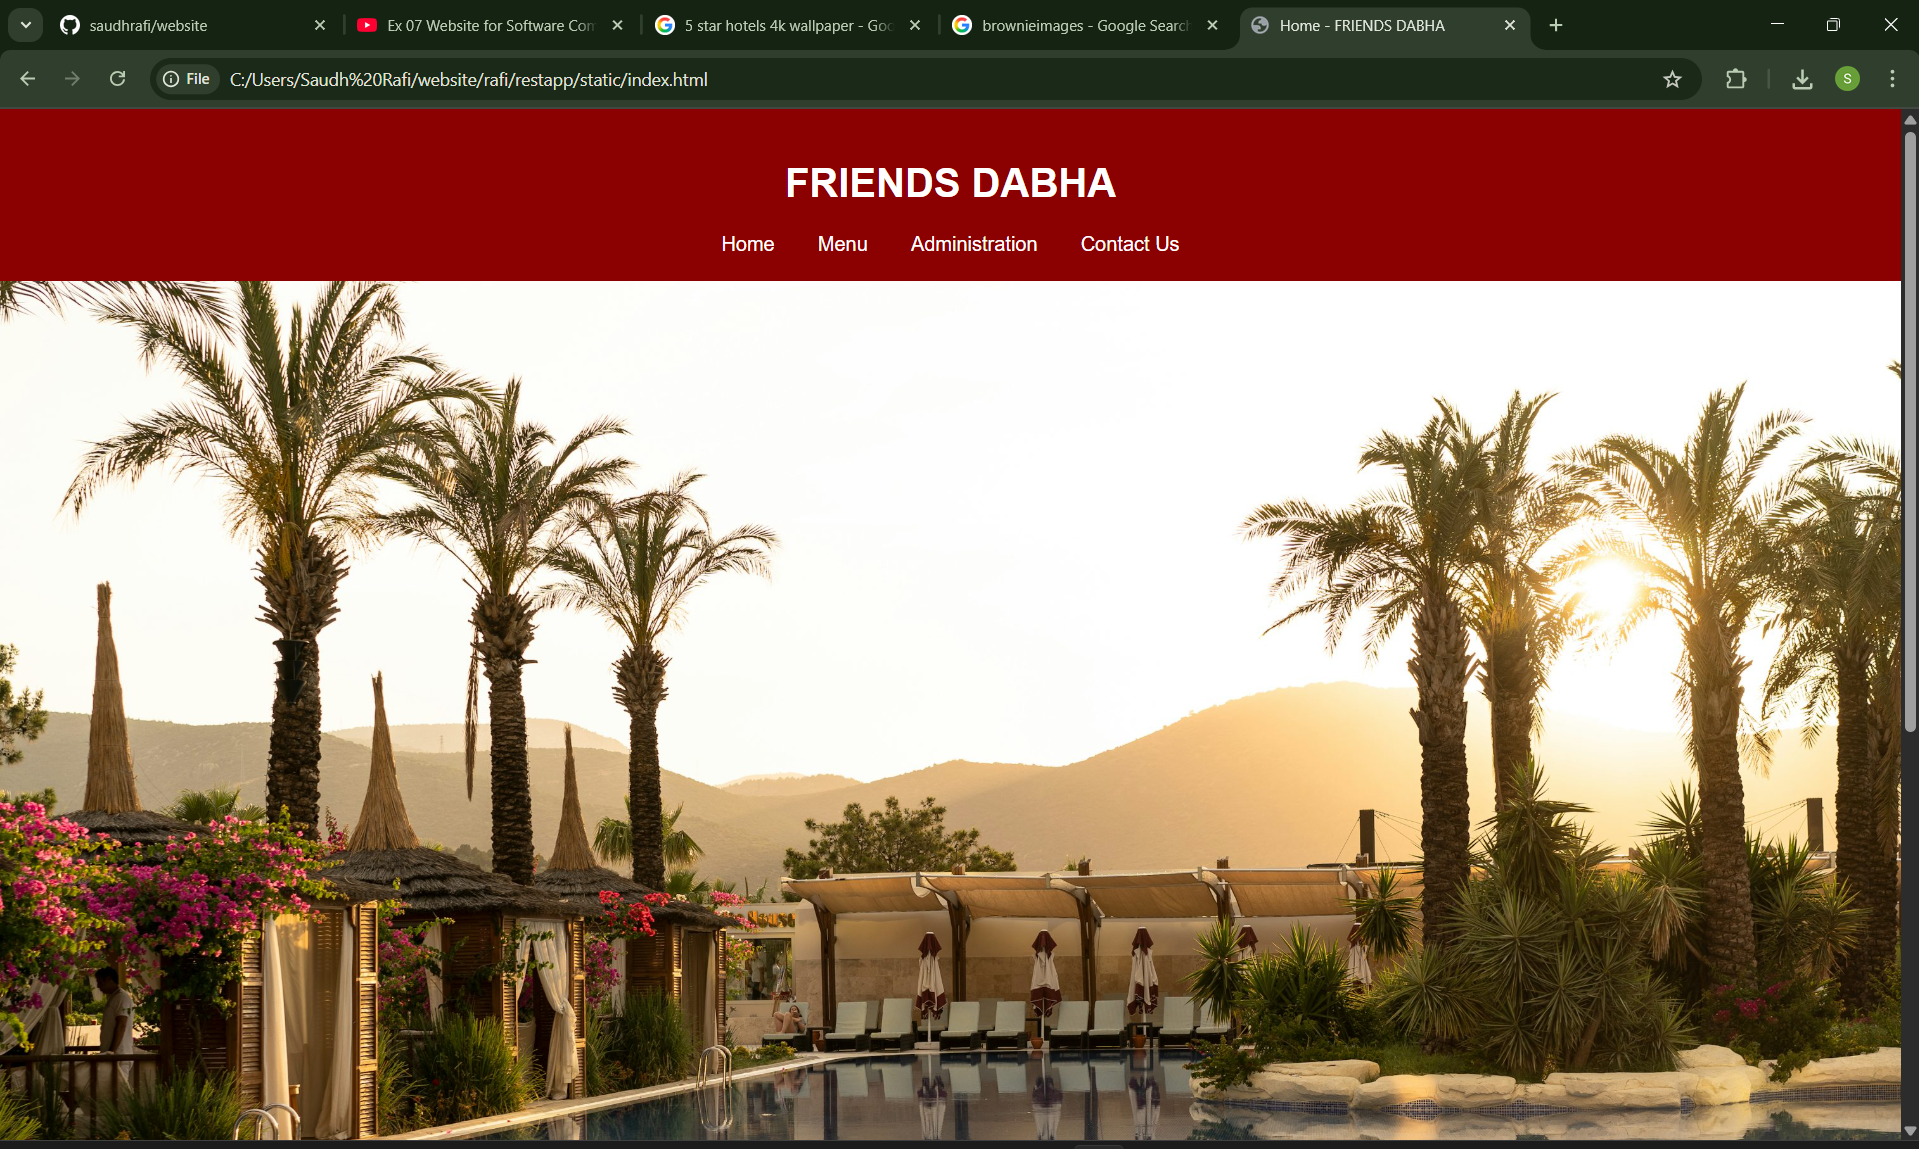 saudhrafi/website
Ex 07 Website for Software Com
5 star hotels 4k wallpaper - Goo
brownieimages - Google Search
Home - FRIENDS DABHA
File
C:/Users/Saudh%20Rafi/website/rafi/restapp/static/index.html
S
FRIENDS DABHA
Home Menu Administration Contact Us